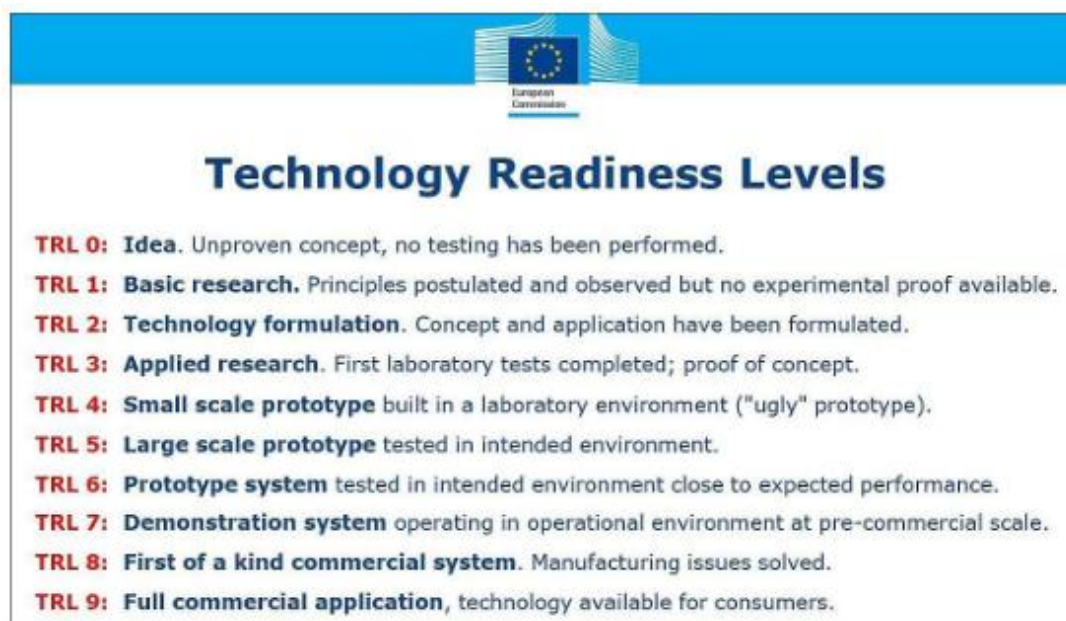 European
Commission
Technology Readiness Levels
TRL 0: Idea. Unproven concept, no testing has been performed.
TRL 1: Basic research. Principles postulated and observed but no experimental proof available.
TRL 2: Technology formulation. Concept and application have been formulated.
TRL 3: Applied research. First laboratory tests completed; proof of concept.
TRL 4: Small scale prototype built in a laboratory environment ("ugly" prototype).
TRL 5: Large scale prototype tested in intended environment.
TRL 6: Prototype system tested in intended environment close to expected performance.
TRL 7: Demonstration system operating in operational environment at pre-commercial scale.
TRL 8: First of a kind commercial system. Manufacturing issues solved.
TRL 9: Full commercial application, technology available for consumers.